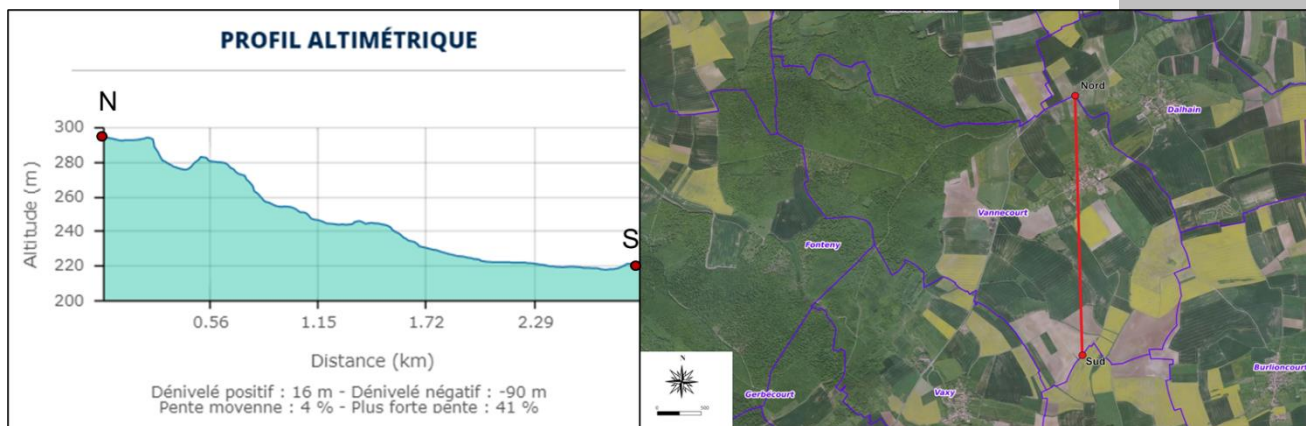 PROFIL ALTIMÉTRIQUE
N
300
280
260
240
220
200
Altitude (m)
S
0.56 1.15 1.72 2.29
Distance (km)
Dénivelé positif : 16 m - Dénivelé négatif : -90 m
Pente moyenne : 4 % - Plus forte pente : 41 %
Nord
Dalhain
Vannecourt
Fonteny
Sud
N
0 500
Gerbécourt
Vaxy
Burlioncourt